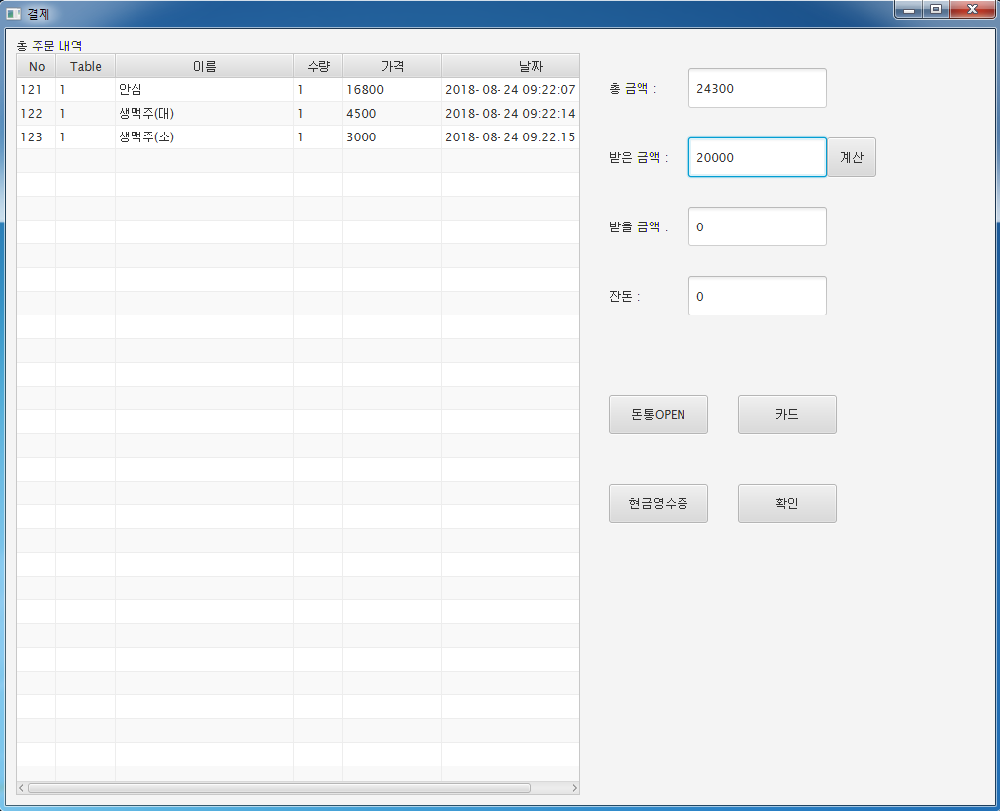 결제
총 주문 내역
No Table 이름 수량 가격 날짜
121 1 안심 1 16800 2018-08-24 09:22:07
122 1 생맥주(대) 1 4500 2018-08-24 09:22:14
123 1 생맥주(소) 1 3000 2018-08-24 09:22:15
총 금액 : 24300
받은 금액 : 20000 계산
받을 금액 : 0
잔돈 : 0
돈통OPEN 카드
현금영수증 확인